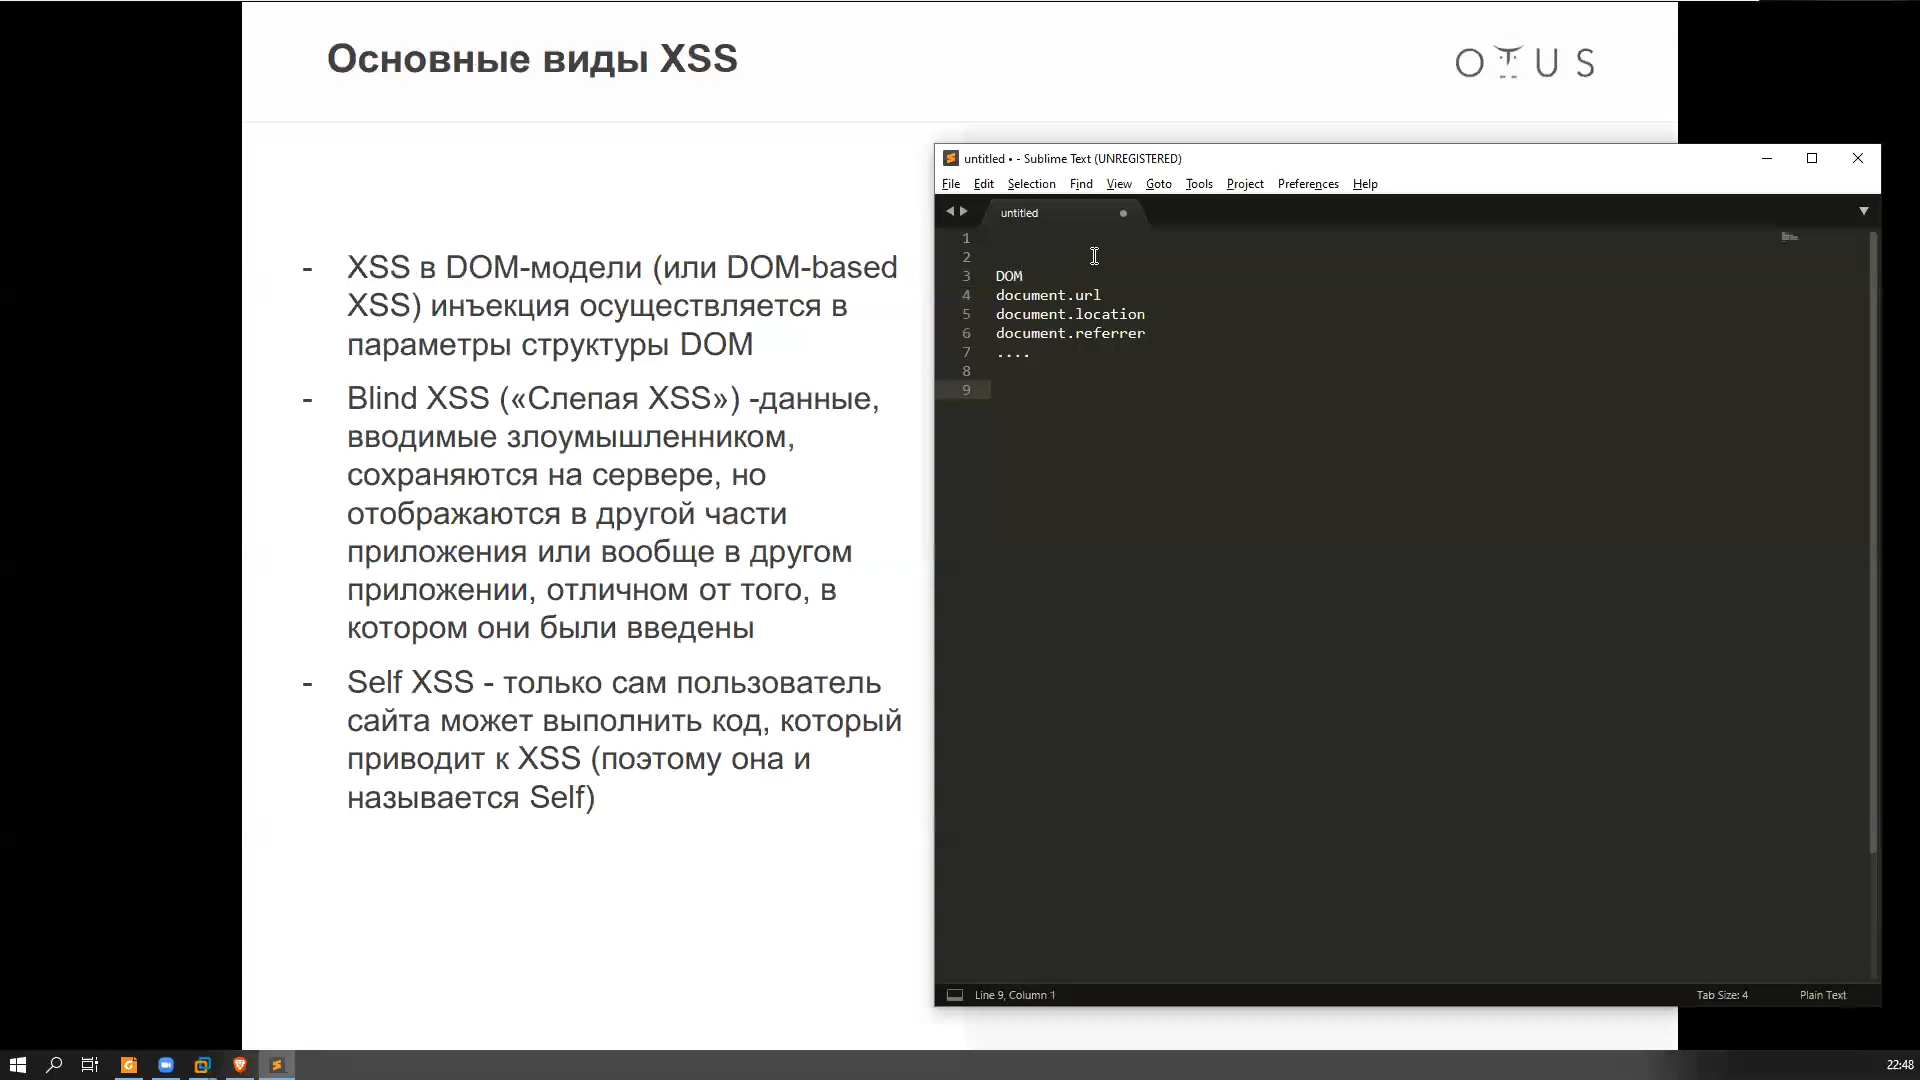 Основные виды XSS
OTUS
- XSS в DOM-модели (или DOM-based
XSS) инъекция осуществляется в
параметры структуры DOM
- Blind XSS («Слепая XSS») -данные,
вводимые злоумышленником,
сохраняются на сервере, но
отображаются в другой части
приложения или вообще в другом
приложении, отличном от того, в
котором они были введены
- Self XSS - только сам пользователь
сайта может выполнить код, который
приводит к XSS (поэтому она и
называется Self)
untitled • - Sublime Text (UNREGISTERED)
File Edit Selection Find View Goto Tools Project Preferences Help
untitled
1
2
3 DOM
4 document.url
5 document.location
6 document.referrer
7 ....
8
9
Line 9, Column 1 Tab Size: 4 Plain Text
22:48